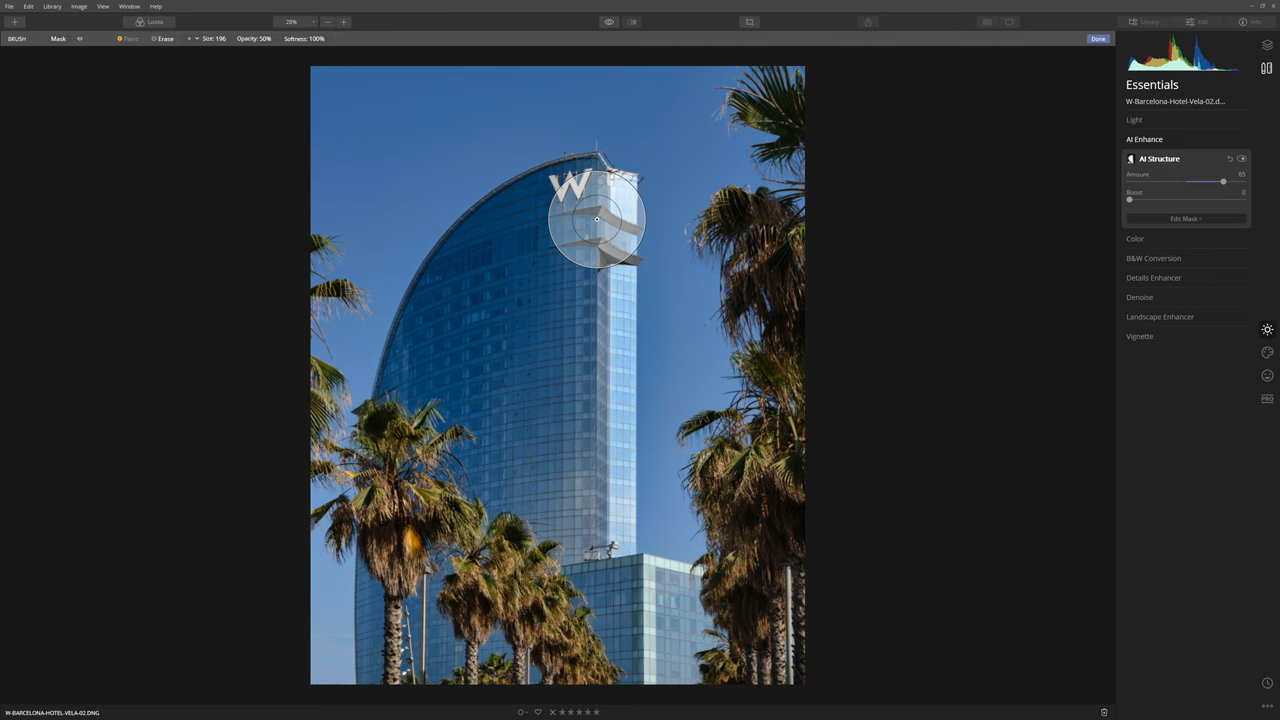 File Edit Library Image View Window Help
Looks 28% Library Edit Info
BRUSH Mask Paint Erase Size: 196 Opacity: 50% Softness: 100% Done
Essentials
W-Barcelona-Hotel-Vela-02.d...
Light
AI Enhance
AI Structure
Amount 65
Boost 0
Edit Mask
Color
B&W Conversion
Details Enhancer
Denoise
Landscape Enhancer
Vignette
PRO
W
W-BARCELONA-HOTEL-VELA-02.DNG